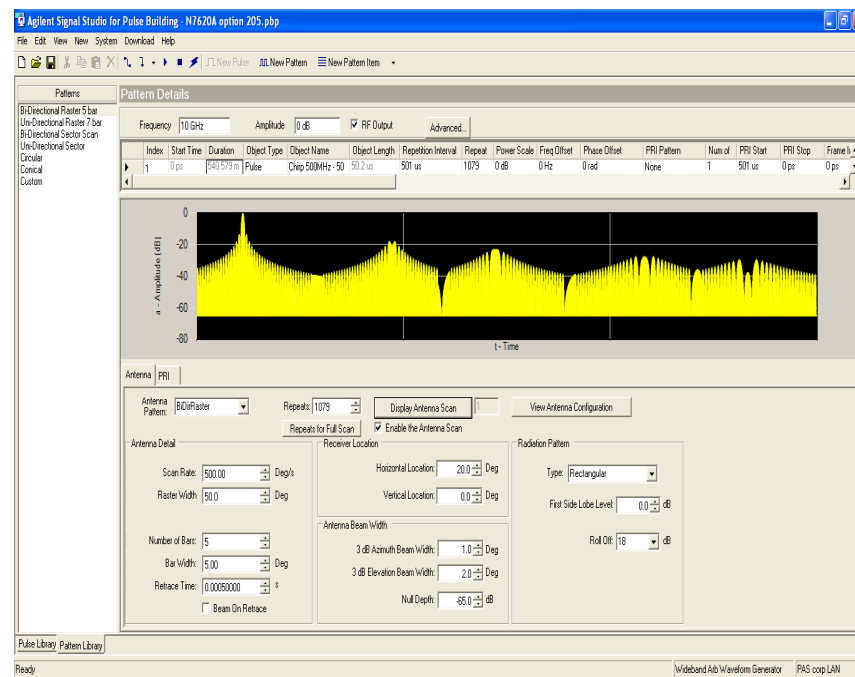 Agilent Signal Studio for Pulse Building - N7620A option 205.pbp
File Edit View New System Download Help
New Pulse New Pattern New Pattern Item
Patterns
Bi-Directional Raster 5 bar
Uni-Directional Raster 7 bar
Bi-Directional Sector Scan
Uni-Directional Sector
Circular
Conical
Custom
Pattern Details
Frequency 10 GHz Amplitude 0 dB RF Output Advanced...
Index Start Time Duration Object Type Object Name Object Length Repetition Interval Repeat Power Scale Freq Offset Phase Offset PRI Pattern Num of PRI Start PRI Stop Frame
1 0 ps 540.579 m Pulse Chirp 500MHz - 50 50.2 us 501 us 1079 0 dB 0 Hz 0 rad None 1 501 us 0 ps 0 ps
0
-20
-40
-60
-80
a - Amplitude (dB)
t - Time
Antenna PRI
Antenna Pattern: BiDirRaster Repeats: 1079 Display Antenna Scan 1 View Antenna Configuration
Repeats for Full Scan Enable the Antenna Scan
Antenna Detail
Scan Rate: 500.00 Deg/s
Raster Width 50.0 Deg
Number of Bars: 5
Bar Width: 5.00 Deg
Retrace Time: 0.00050000 s
Beam On Retrace
Receiver Location
Horizontal Location: 20.0 Deg
Vertical Location: 0.0 Deg
Antenna Beam Width
3 dB Azimuth Beam Width: 1.0 Deg
3 dB Elevation Beam Width: 2.0 Deg
Null Depth: -65.0 dB
Radiation Pattern
Type: Rectangular
First Side Lobe Level: 0.0 dB
Roll Off: 18 dB
Pulse Library Pattern Library
Ready Wideband Arb Waveform Generator PAS corp LAN